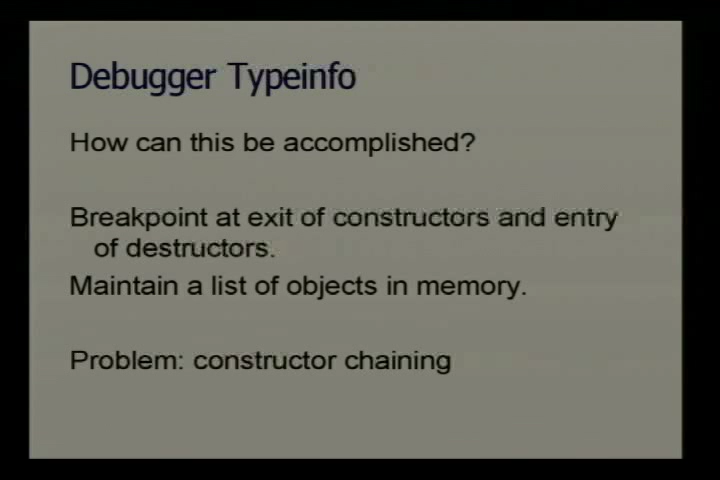 Debugger Typeinfo
How can this be accomplished?
Breakpoint at exit of constructors and entry
of destructors.
Maintain a list of objects in memory.
Problem: constructor chaining